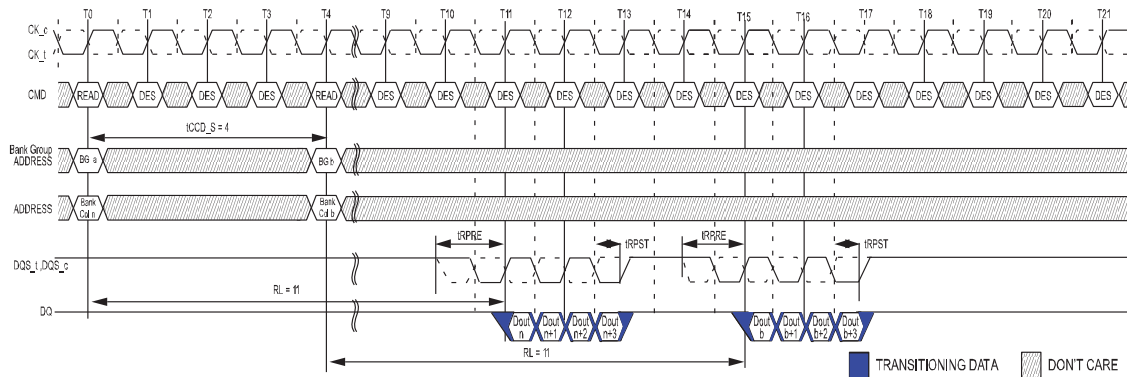 T0 T1 T2 T3 T4 T9 T10 T11 T12 T13 T14 T15 T16 T17 T18 T19 T20 T21
CK_c
CK_t
CMD READ DES DES DES READ DES DES DES DES DES DES DES DES DES DES DES DES DES
tCCD_S = 4
Bank Group
ADDRESS BG a BG b
ADDRESS Bank Col n Bank Col b
tRPRE tRPST tRPRE tRPST
DQS_t ,DQS_c
RL = 11
DQ Dout n Dout n+1 Dout n+2 Dout n+3 Dout b Dout b+1 Dout b+2 Dout b+3
RL = 11
TRANSITIONING DATA DON'T CARE